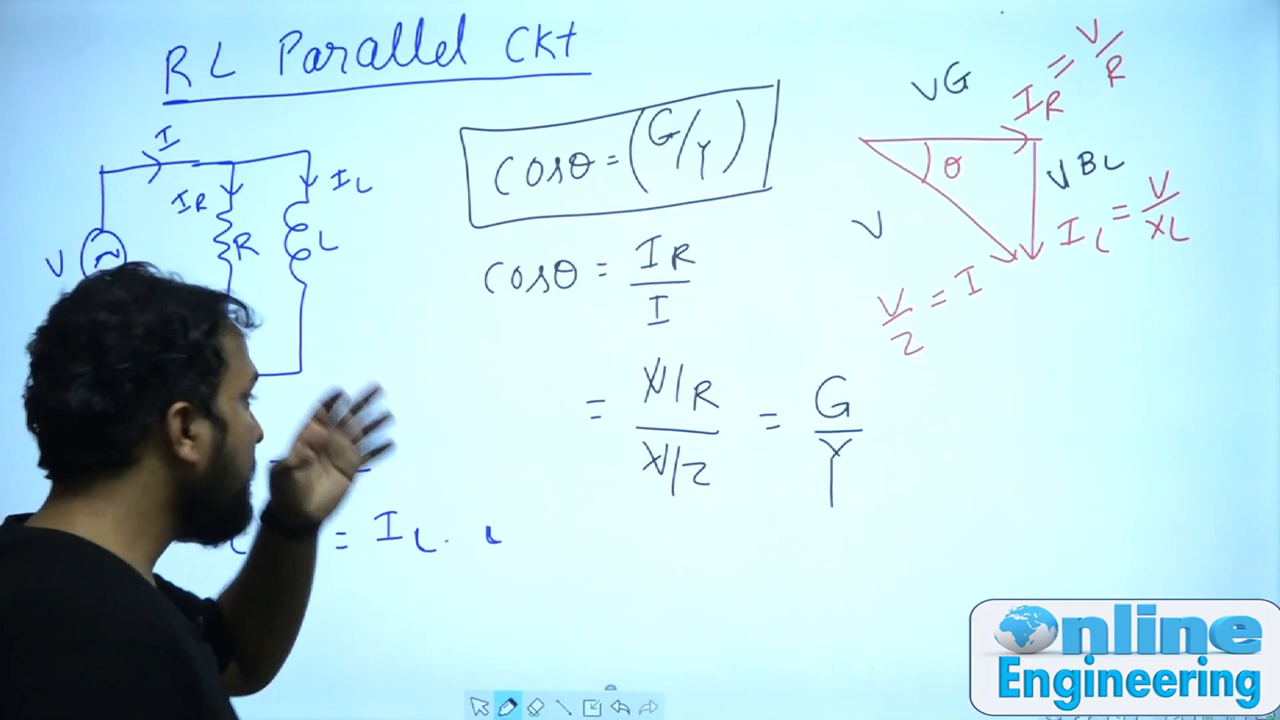 RL Parallel Ckt
I
IR
IL
V
R
L
cosθ = (G/Y)
cosθ = IR / I
= V/R / V/Z = G / Y
VG
IR = V/R
θ
VBL
IL = V/XL
V
V/Z = I
= IL.
Online
Engineering